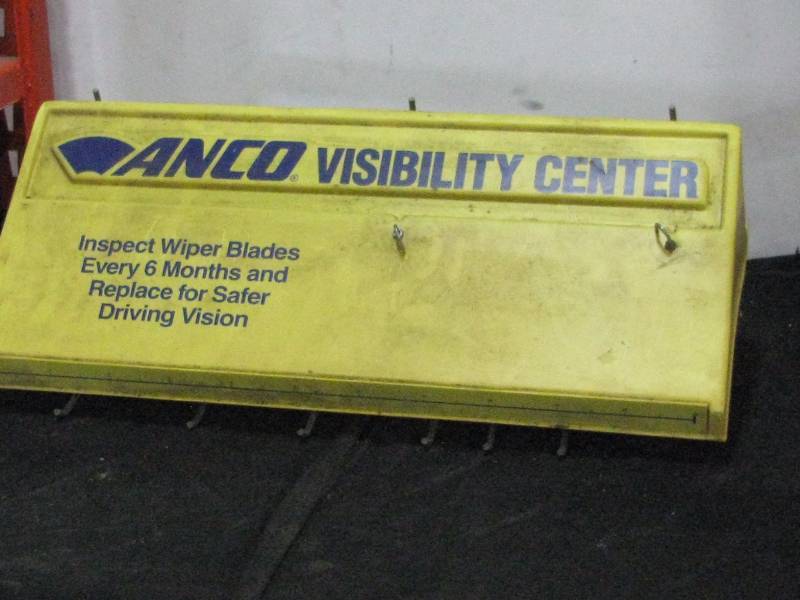 ANCO® VISIBILITY CENTER
Inspect Wiper Blades
Every 6 Months and
Replace for Safer
Driving Vision